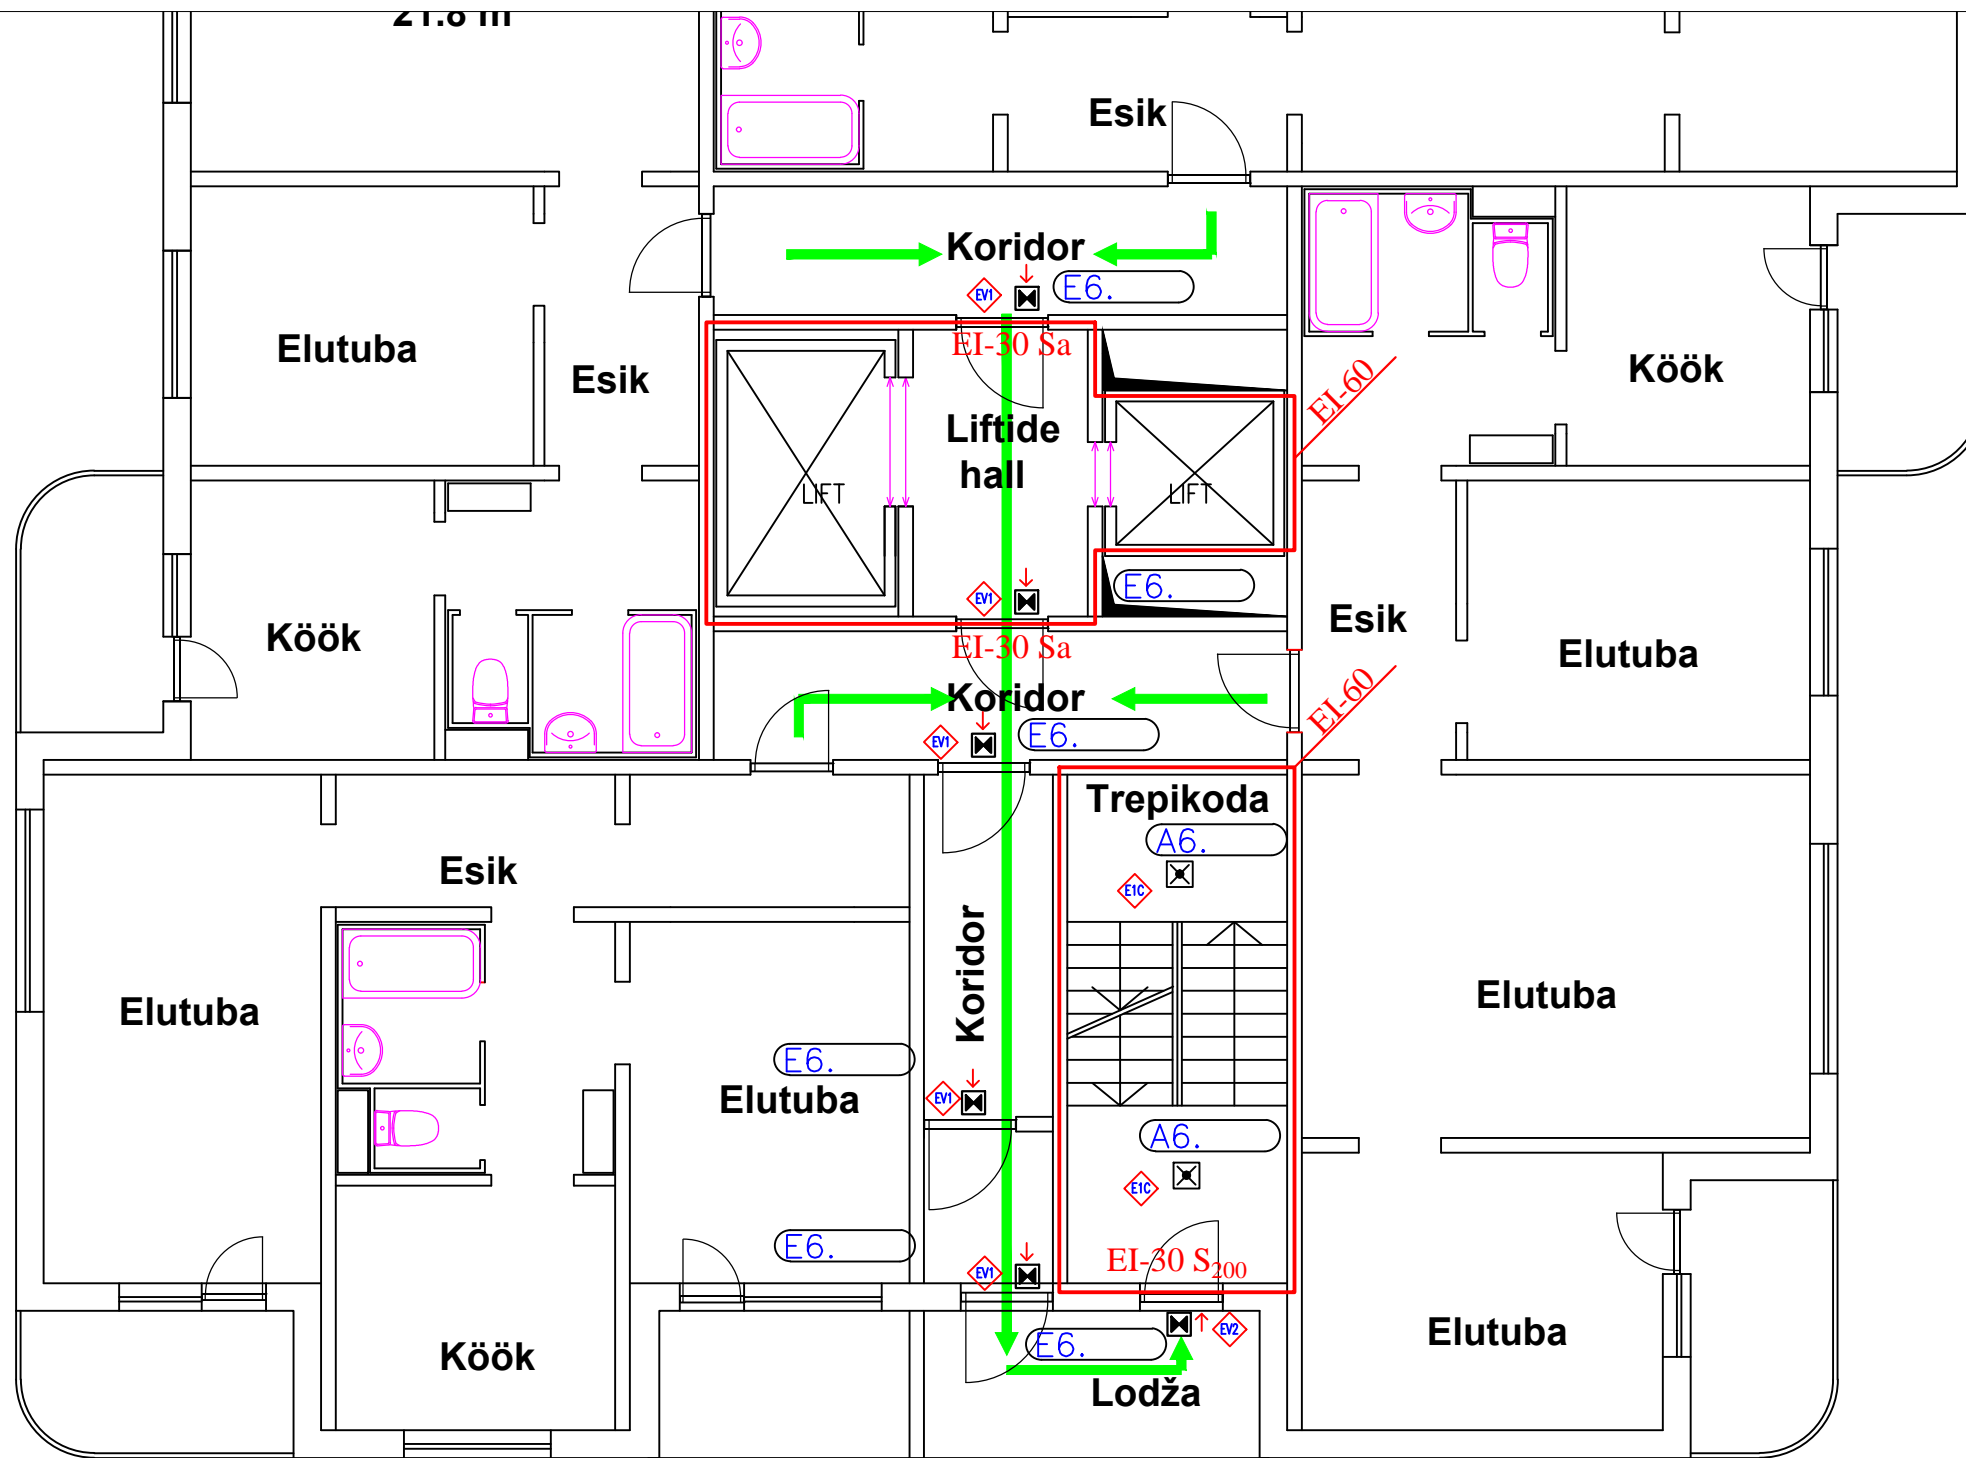 21.8 m
Esik
Koridor
EV1
E6.
EI-30 Sa
Elutuba
Esik
EI-60
Köök
Liftide
hall
LIFT
LIFT
EV1
E6.
EI-30 Sa
Köök
Esik
Elutuba
EI-60
Koridor
EV1
E6.
Trepikoda
A6.
E1C
Esik
Koridor
Elutuba
Elutuba
E6.
Elutuba
EV1
A6.
E1C
E6.
EV1
EI-30 S200
E6.
EV2
Elutuba
Köök
Lodža